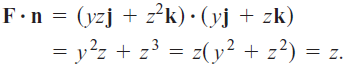 F · n = (yzj + z²k) · (yj + zk)
= y²z + z³ = z(y² + z²) = z.